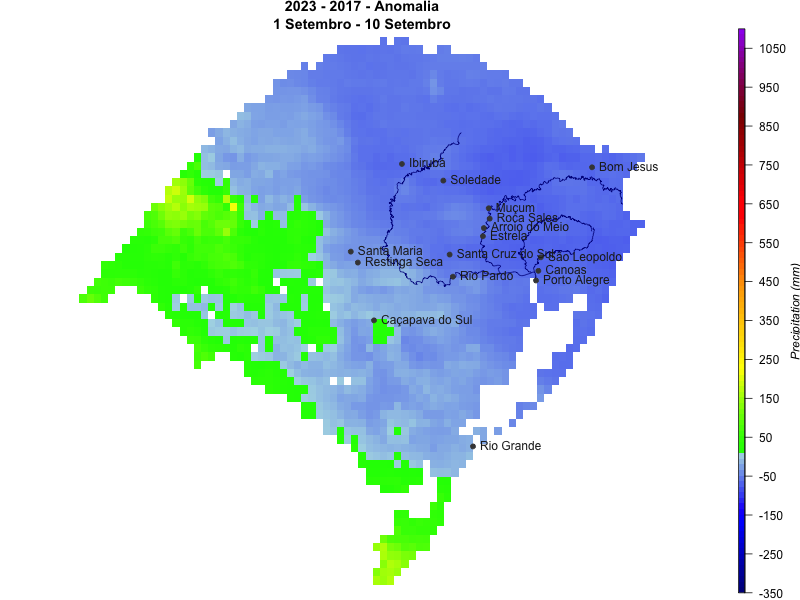 2023 - 2017 - Anomalia
1 Setembro - 10 Setembro
1050
950
850
750
650
550
450
350
250
150
50
-50
-150
-250
-350
Precipitation (mm)
Ibirubá
Bom Jesus
Soledade
Muçum
Roca Sales
Arroio do Meio
Estrela
Santa Maria
Santa Cruz do Sul
São Leopoldo
Restinga Seca
Canoas
Rio Pardo
Porto Alegre
Caçapava do Sul
Rio Grande